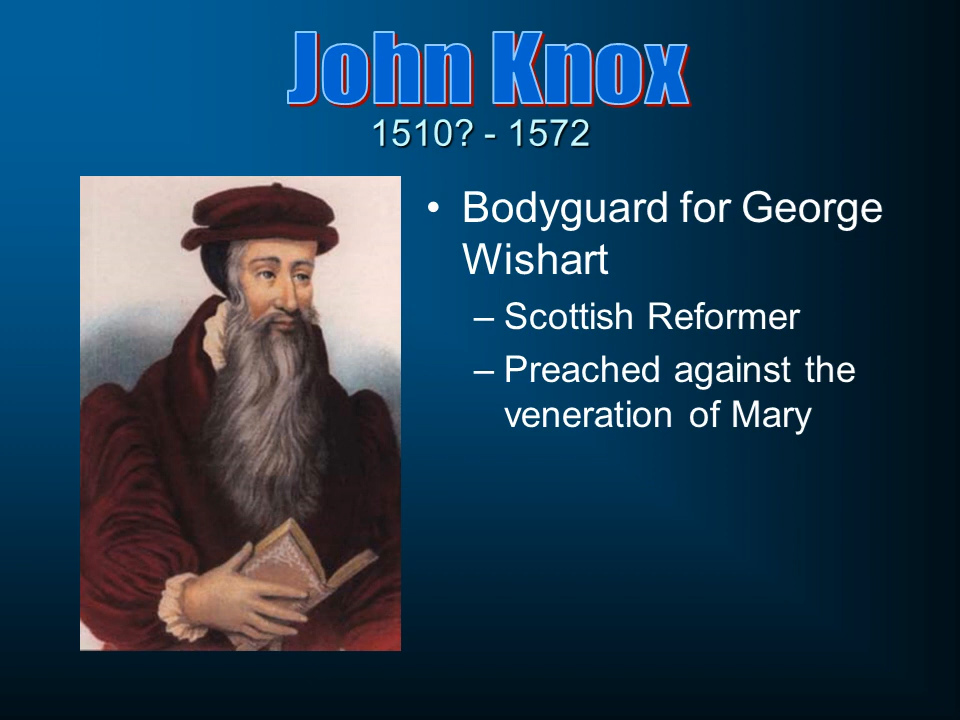 John Knox
1510? - 1572
• Bodyguard for George
Wishart
– Scottish Reformer
– Preached against the
veneration of Mary